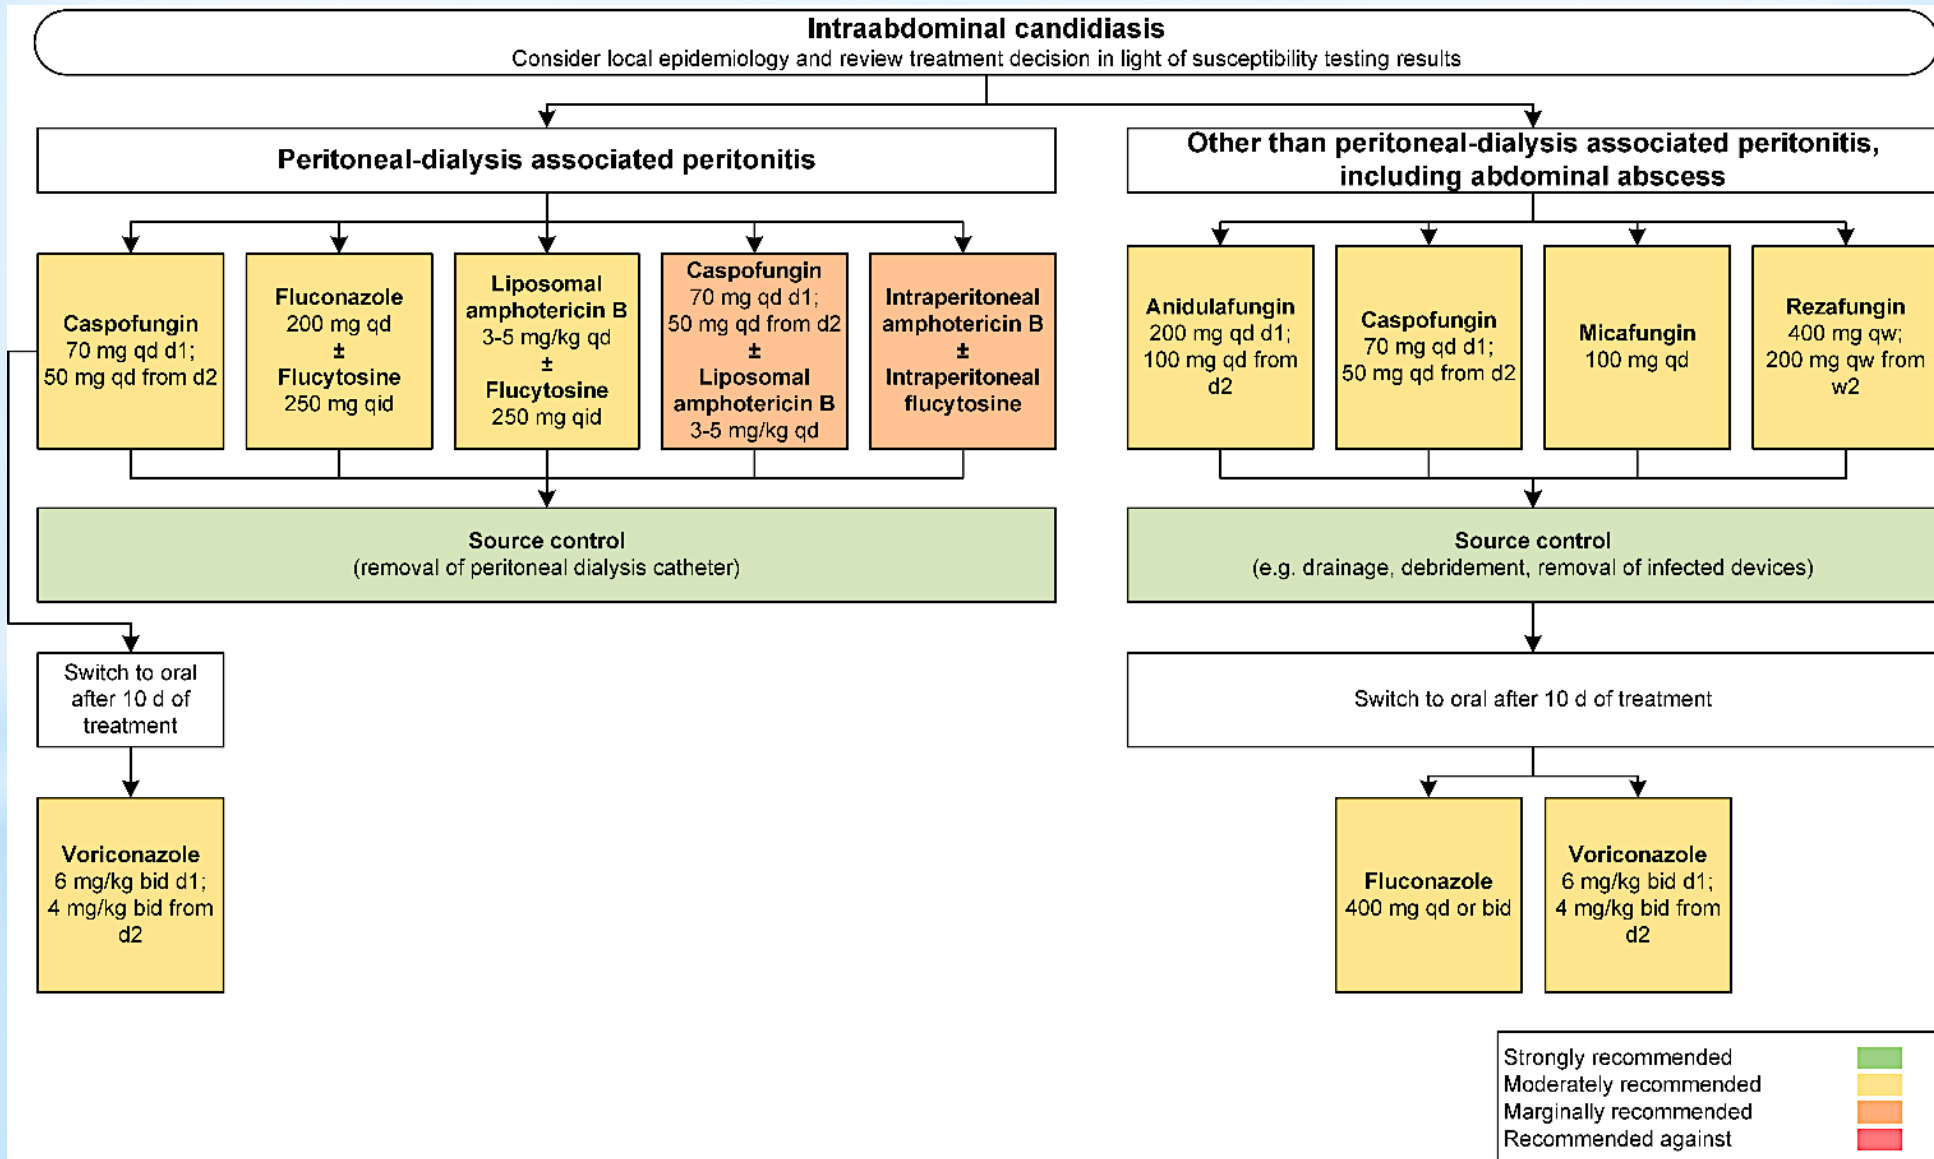 Intraabdominal candidiasis
Consider local epidemiology and review treatment decision in light of susceptibility testing results
Peritoneal-dialysis associated peritonitis
Other than peritoneal-dialysis associated peritonitis,
including abdominal abscess
Caspofungin
70 mg qd d1;
50 mg qd from d2
Fluconazole
200 mg qd
±
Flucytosine
250 mg qid
Liposomal
amphotericin B
3-5 mg/kg qd
±
Flucytosine
250 mg qid
Caspofungin
70 mg qd d1;
50 mg qd from d2
±
Liposomal
amphotericin B
3-5 mg/kg qd
Intraperitoneal
amphotericin B
±
Intraperitoneal
flucytosine
Anidulafungin
200 mg qd d1;
100 mg qd from
d2
Caspofungin
70 mg qd d1;
50 mg qd from d2
Micafungin
100 mg qd
Rezafungin
400 mg qw;
200 mg qw from
w2
Source control
(removal of peritoneal dialysis catheter)
Source control
(e.g. drainage, debridement, removal of infected devices)
Switch to oral
after 10 d of
treatment
Switch to oral after 10 d of treatment
Voriconazole
6 mg/kg bid d1;
4 mg/kg bid from
d2
Fluconazole
400 mg qd or bid
Voriconazole
6 mg/kg bid d1;
4 mg/kg bid from
d2
Strongly recommended
Moderately recommended
Marginally recommended
Recommended against